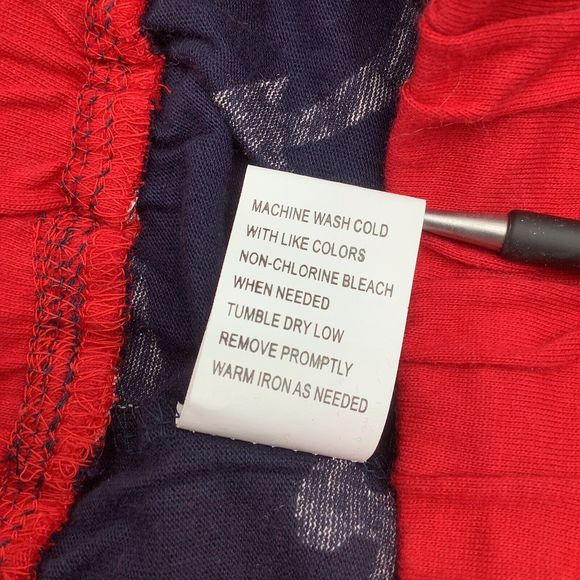 MACHINE WASH COLD
WITH LIKE COLORS
NON-CHLORINE BLEACH
WHEN NEEDED
TUMBLE DRY LOW
REMOVE PROMPTLY
WARM IRON AS NEEDED